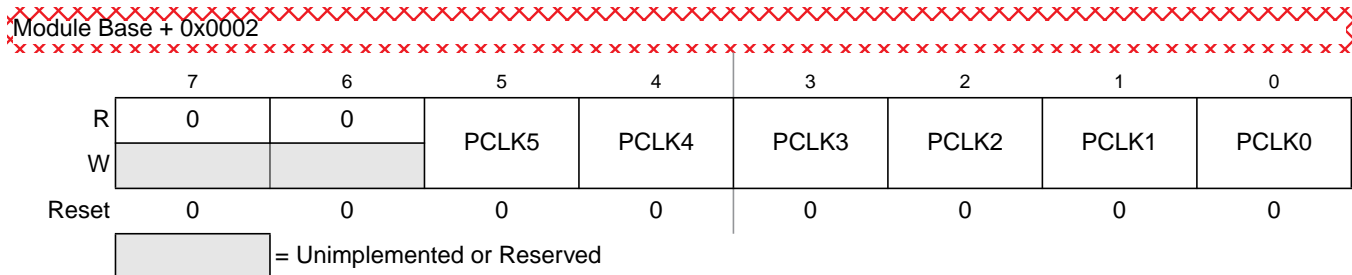 Module Base + 0x0002
7 6 5 4 3 2 1 0
R 0 0 PCLK5 PCLK4 PCLK3 PCLK2 PCLK1 PCLK0
W
Reset 0 0 0 0 0 0 0 0
= Unimplemented or Reserved